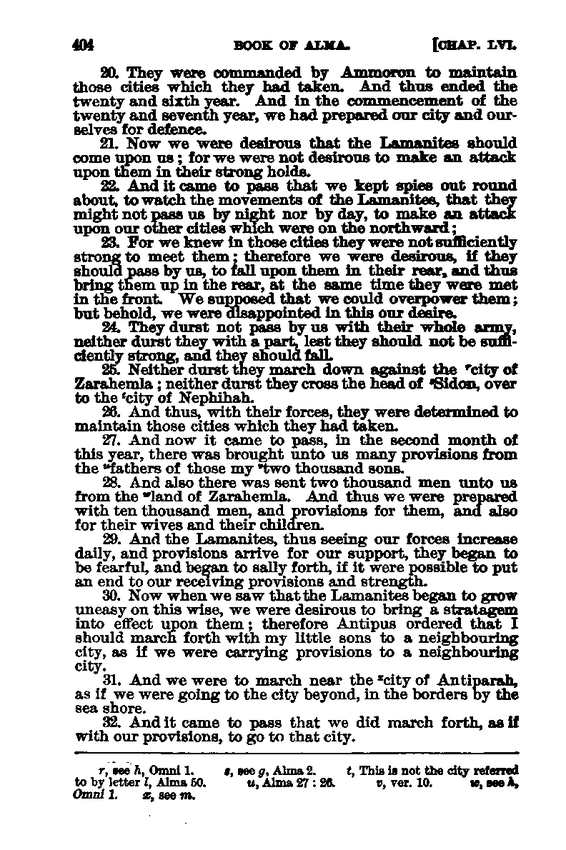 404 BOOK OF ALMA. [CHAP. LVI.
20. They were commanded by Ammoron to maintain
those cities which they had taken. And thus ended the
twenty and sixth year. And in the commencement of the
twenty and seventh year, we had prepared our city and our-
selves for defence.
21. Now we were desirous that the Lamanites should
come upon us; for we were not desirous to make an attack
upon them in their strong holds.
22. And it came to pass that we kept spies out round
about, to watch the movements of the Lamanites, that they
might not pass us by night nor by day, to make an attack
upon our other cities which were on the northward;
23. For we knew in those cities they were not sufficiently
strong to meet them; therefore we were desirous, if they
should pass by us, to fall upon them in their rear, and thus
bring them up in the rear, at the same time they were met
in the front. We supposed that we could overpower them;
but behold, we were disappointed in this our desire.
24. They durst not pass by us with their whole army,
neither durst they with a part, lest they should not be suffi-
ciently strong, and they should fall.
25. Neither durst they march down against the ʳcity of
Zarahemla; neither durst they cross the head of ˢSidon, over
to the ᵗcity of Nephihah.
26. And thus, with their forces, they were determined to
maintain those cities which they had taken.
27. And now it came to pass, in the second month of
this year, there was brought unto us many provisions from
the ᵘfathers of those my ᵛtwo thousand sons.
28. And also there was sent two thousand men unto us
from the ʷland of Zarahemla. And thus we were prepared
with ten thousand men, and provisions for them, and also
for their wives and their children.
29. And the Lamanites, thus seeing our forces increase
daily, and provisions arrive for our support, they began to
be fearful, and began to sally forth, if it were possible to put
an end to our receiving provisions and strength.
30. Now when we saw that the Lamanites began to grow
uneasy on this wise, we were desirous to bring a stratagem
into effect upon them; therefore Antipus ordered that I
should march forth with my little sons to a neighbouring
city, as if we were carrying provisions to a neighbouring
city.
31. And we were to march near the ˣcity of Antiparah,
as if we were going to the city beyond, in the borders by the
sea shore.
32. And it came to pass that we did march forth, as if
with our provisions, to go to that city.
r, see h, Omni 1. s, see g, Alma 2. t, This is not the city referred
to by letter l, Alma 50. u, Alma 27 : 26. v, ver. 10. w, see h,
Omni 1. x, see m.